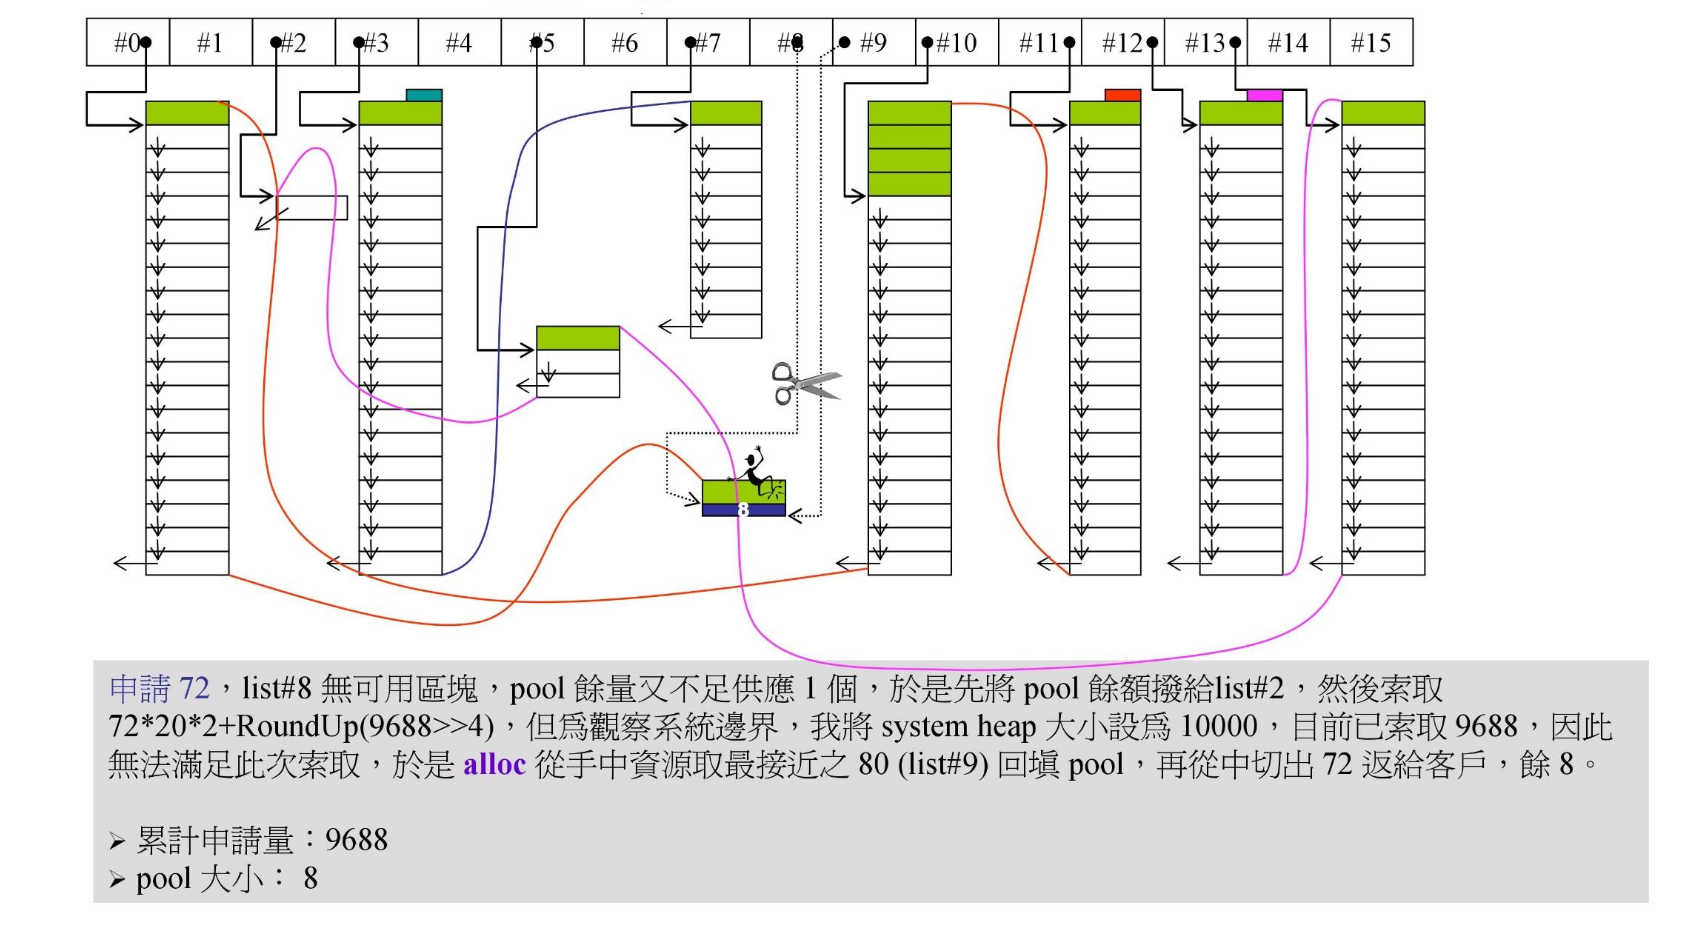 #0 #1 #2 #3 #4 #5 #6 #7 #8 #9 #10 #11 #12 #13 #14 #15
8
申請 72，list#8 無可用區塊，pool 餘量又不足供應 1 個，於是先將 pool 餘額撥給list#2，然後索取
72*20*2+RoundUp(9688>>4)，但爲觀察系統邊界，我將 system heap 大小設爲 10000，目前已索取 9688，因此
無法滿足此次索取，於是 alloc 從手中資源取最接近之 80 (list#9) 回填 pool，再從中切出 72 返給客戶，餘 8。
➢ 累計申請量：9688
➢ pool 大小： 8